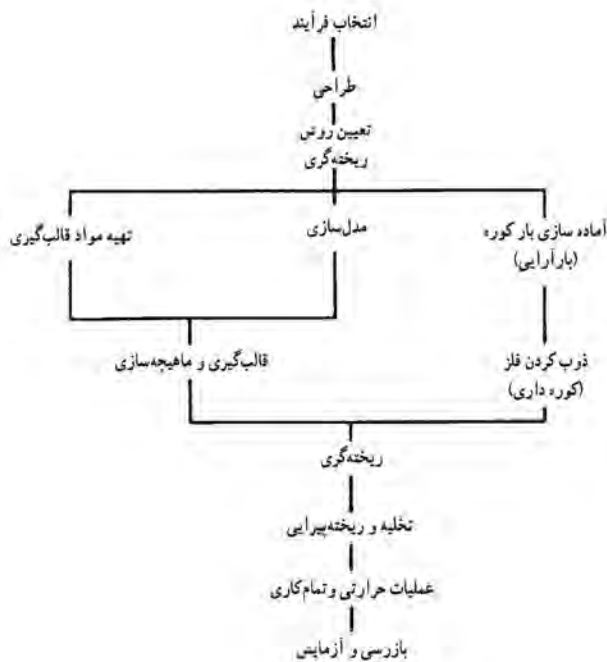 انتخاب فرآیند
طراحی
تعیین روش
ریخته‌گری
آماده سازی بار کوره
(بارآرایی)
مدل‌سازی
تهیه مواد قالب‌گیری
ذوب کردن فلز
(کوره داری)
قالب‌گیری و ماهیچه‌سازی
ریخته‌گری
تخلیه و ریخته‌پیرایی
عملیات حرارتی و تمام‌کاری
بازرسی و آزمایش